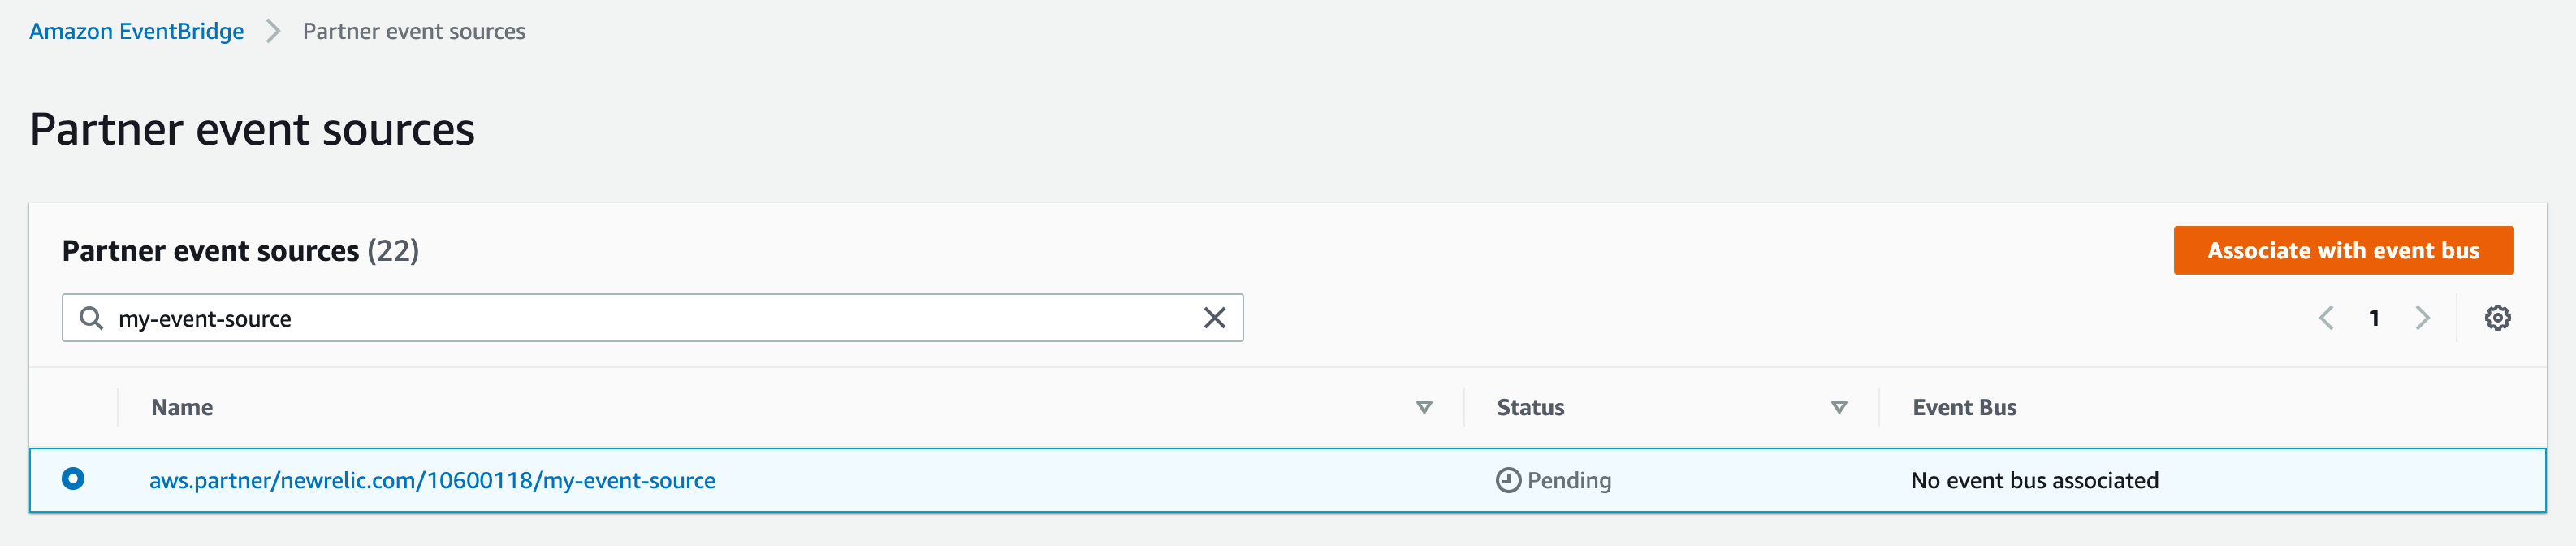 Amazon EventBridge > Partner event sources
Partner event sources
Partner event sources (22)
Associate with event bus
my-event-source
1
Name Status Event Bus
aws.partner/newrelic.com/10600118/my-event-source Pending No event bus associated